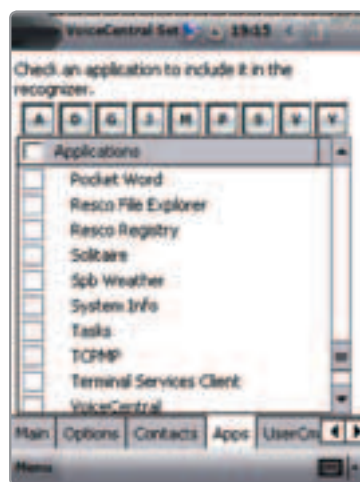 VoiceCentral Set 19:15
Check an application to include it in the
recognizer.
A D G J M P S V Y
Applications
Pocket Word
Resco File Explorer
Resco Registry
Solitaire
Spb Weather
System Info
Tasks
TCPMP
Terminal Services Client
VoiceCentral
Main Options Contacts Apps UserCm
Menu